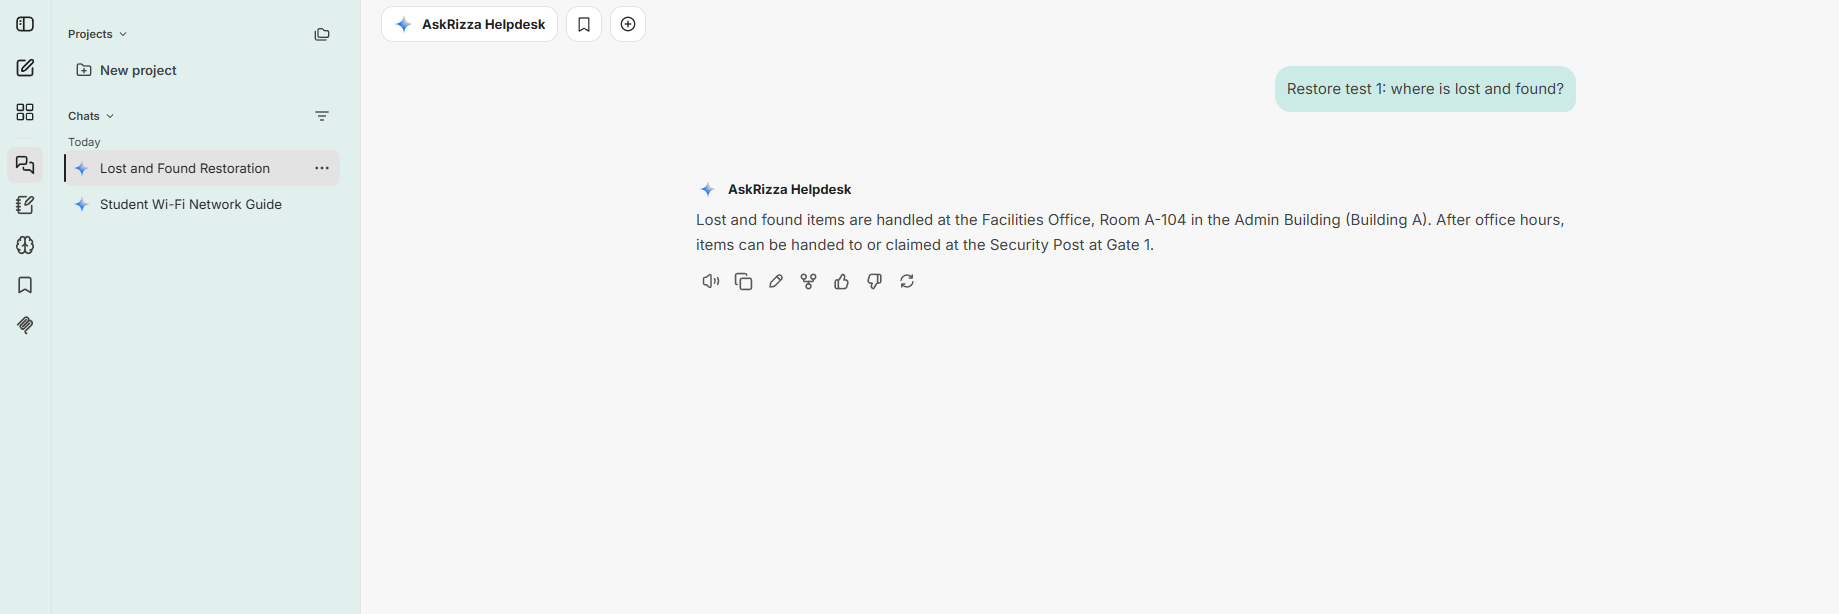 Projects
New project
Chats
Today
Lost and Found Restoration
Student Wi-Fi Network Guide
AskRizza Helpdesk
Restore test 1: where is lost and found?
AskRizza Helpdesk
Lost and found items are handled at the Facilities Office, Room A-104 in the Admin Building (Building A). After office hours,
items can be handed to or claimed at the Security Post at Gate 1.